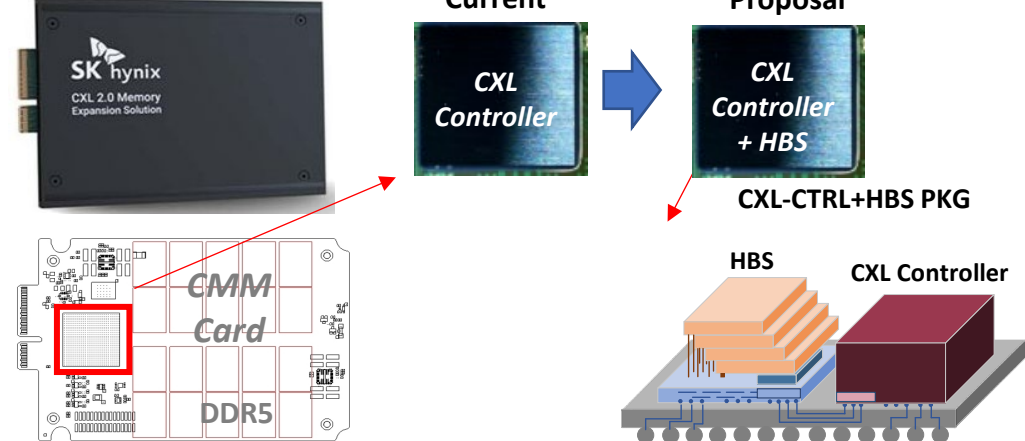 Current
Proposal
SK hynix
CXL 2.0 Memory
Expansion Solution
CXL
Controller
CXL
Controller
+ HBS
CXL-CTRL+HBS PKG
CMM
Card
DDR5
HBS
CXL Controller